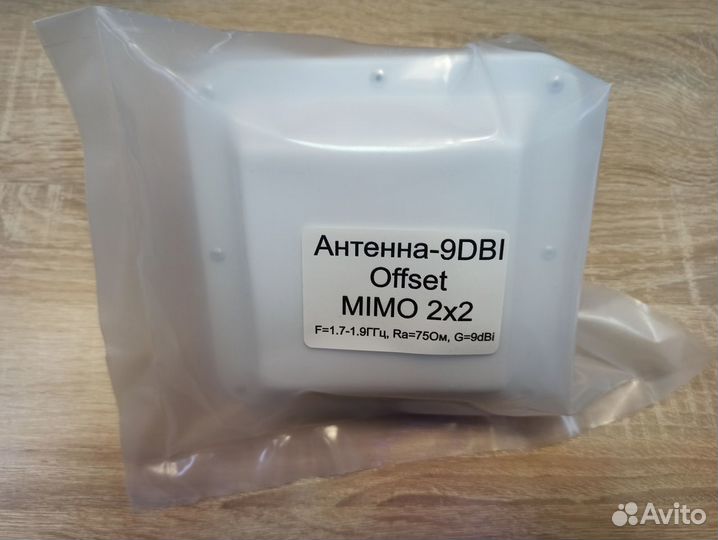 Антенна-9DBI
Offset
MIMO 2x2
F=1.7-1.9ГГц, Ra=75Ом, G=9dBi
Avito